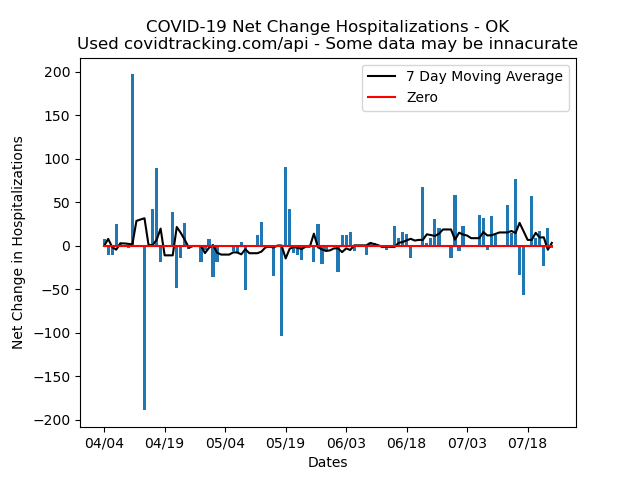 COVID-19 Net Change Hospitalizations - OK
Used covidtracking.com/api - Some data may be innacurate
7 Day Moving Average
Zero
Net Change in Hospitalizations
200
150
100
50
0
−50
−100
−150
−200
04/04 04/19 05/04 05/19 06/03 06/18 07/03 07/18
Dates